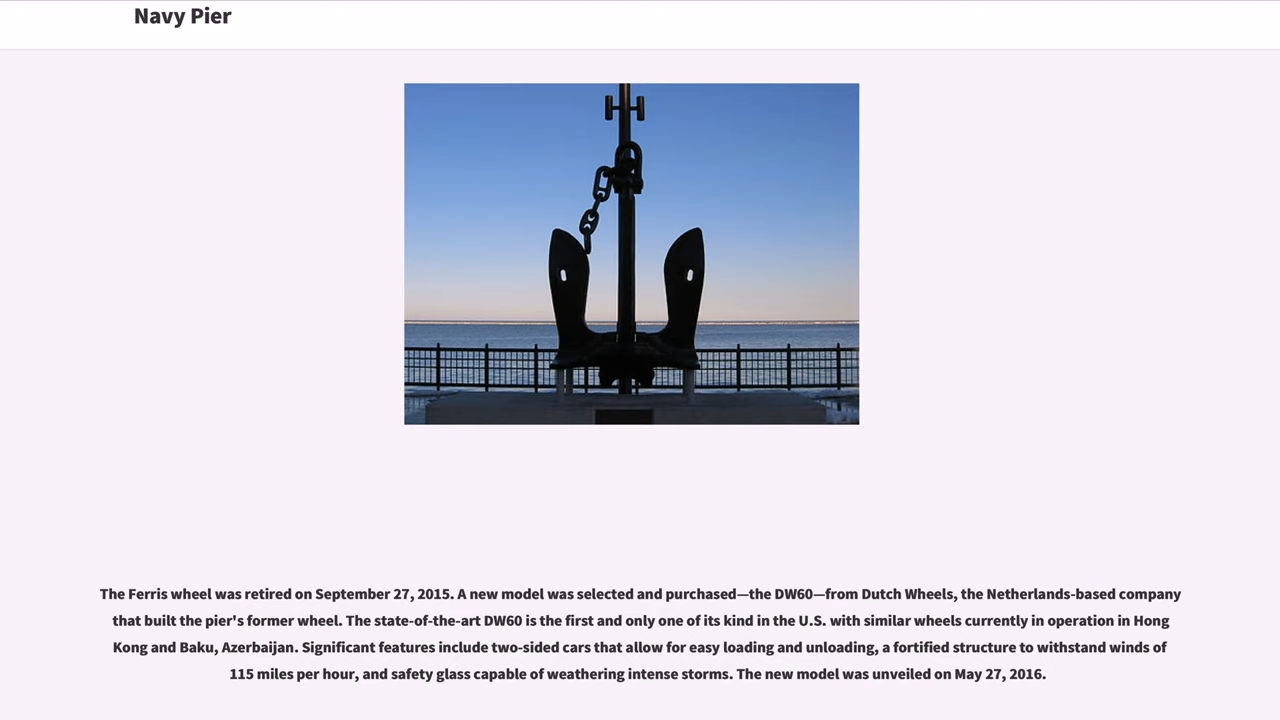 Navy Pier
The Ferris wheel was retired on September 27, 2015. A new model was selected and purchased—the DW60—from Dutch Wheels, the Netherlands-based company
that built the pier's former wheel. The state-of-the-art DW60 is the first and only one of its kind in the U.S. with similar wheels currently in operation in Hong
Kong and Baku, Azerbaijan. Significant features include two-sided cars that allow for easy loading and unloading, a fortified structure to withstand winds of
115 miles per hour, and safety glass capable of weathering intense storms. The new model was unveiled on May 27, 2016.